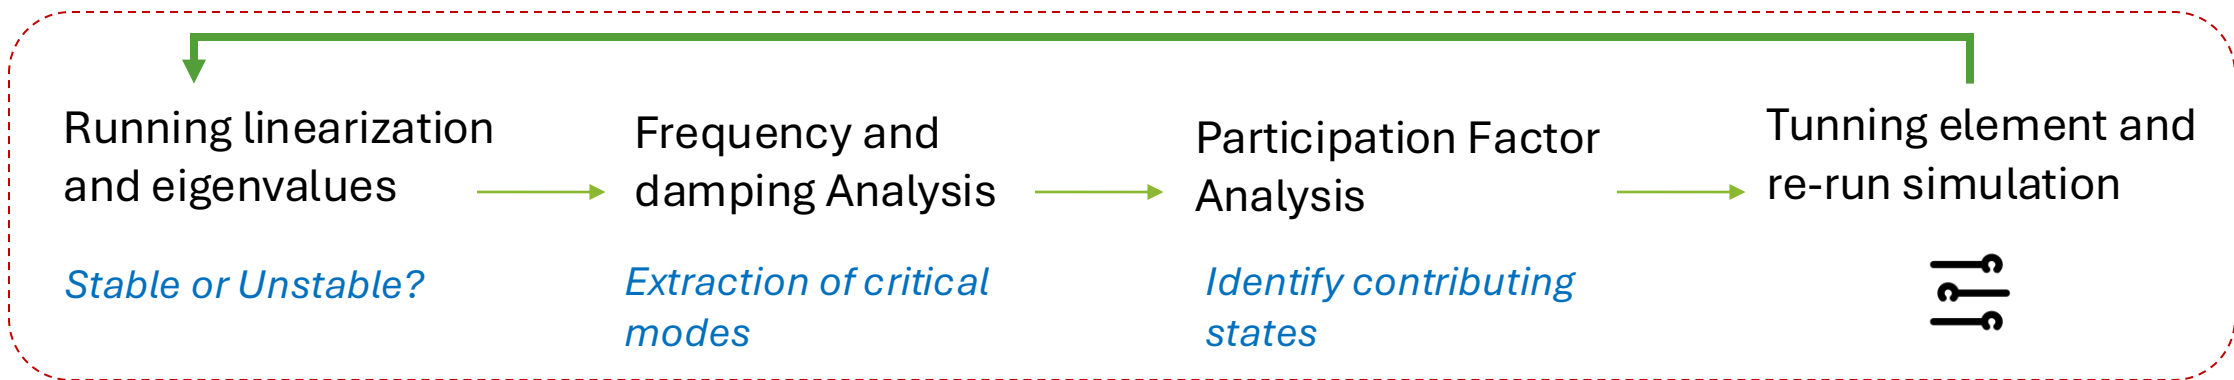 Running linearization
and eigenvalues
Stable or Unstable?
Frequency and
damping Analysis
Extraction of critical
modes
Participation Factor
Analysis
Identify contributing
states
Tunning element and
re-run simulation